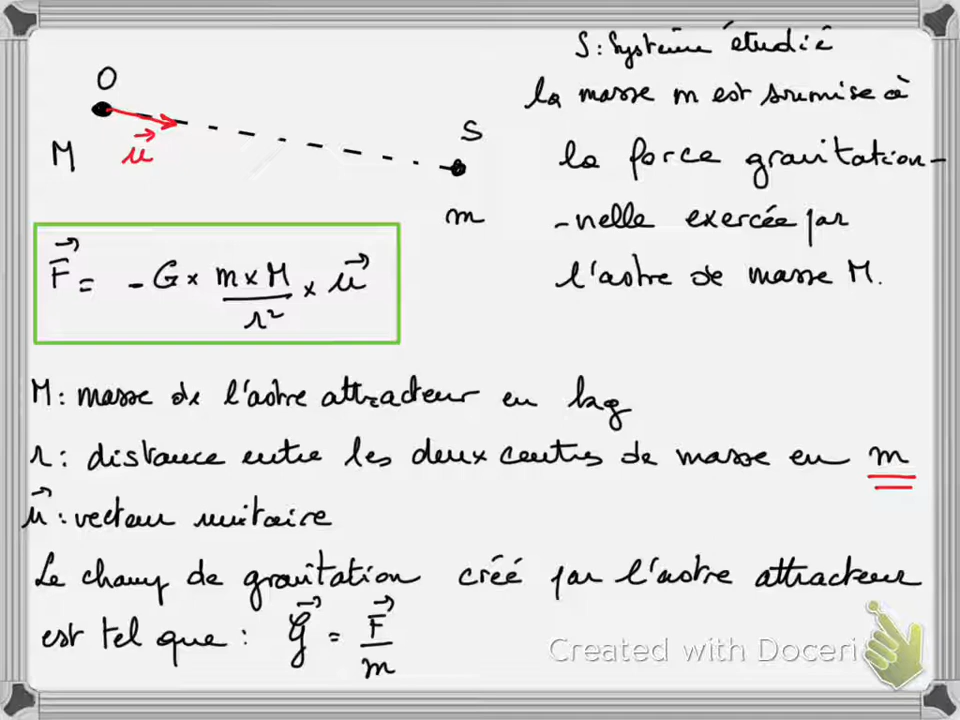 S : Système étudié
O
la masse m est soumise à
S
M
u⃗
la force gravitation-
m
-nelle exercée par
F⃗ = - G × m × M / r² × u⃗
l'astre de masse M.
M : masse de l'astre attracteur en kg
r : distance entre les deux centres de masse en m
u⃗ : vecteur unitaire
Le champ de gravitation créé par l'astre attracteur
est tel que : 𝒢⃗ = F⃗ / m
Created with Doceri